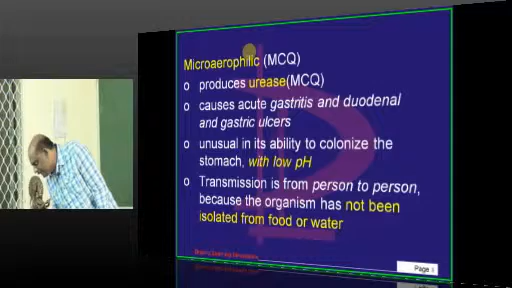 Microaerophilic (MCQ)
o produces urease(MCQ)
o causes acute gastritis and duodenal
and gastric ulcers
o unusual in its ability to colonize the
stomach, with low pH
o Transmission is from person to person,
because the organism has not been
isolated from food or water
Page